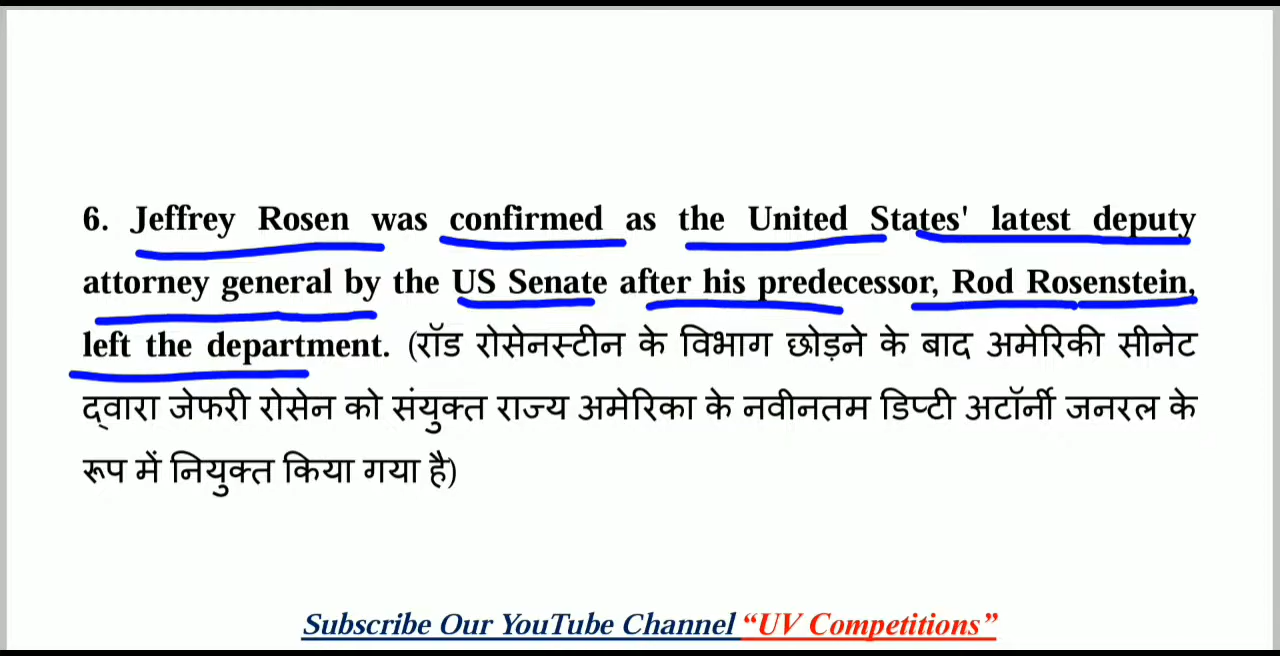 6. Jeffrey Rosen was confirmed as the United States' latest deputy
attorney general by the US Senate after his predecessor, Rod Rosenstein,
left the department. (रॉड रोसेनस्टीन के विभाग छोड़ने के बाद अमेरिकी सीनेट
द्वारा जेफरी रोसेन को संयुक्त राज्य अमेरिका के नवीनतम डिप्टी अटॉर्नी जनरल के
रूप में नियुक्त किया गया है)
Subscribe Our YouTube Channel “UV Competitions”